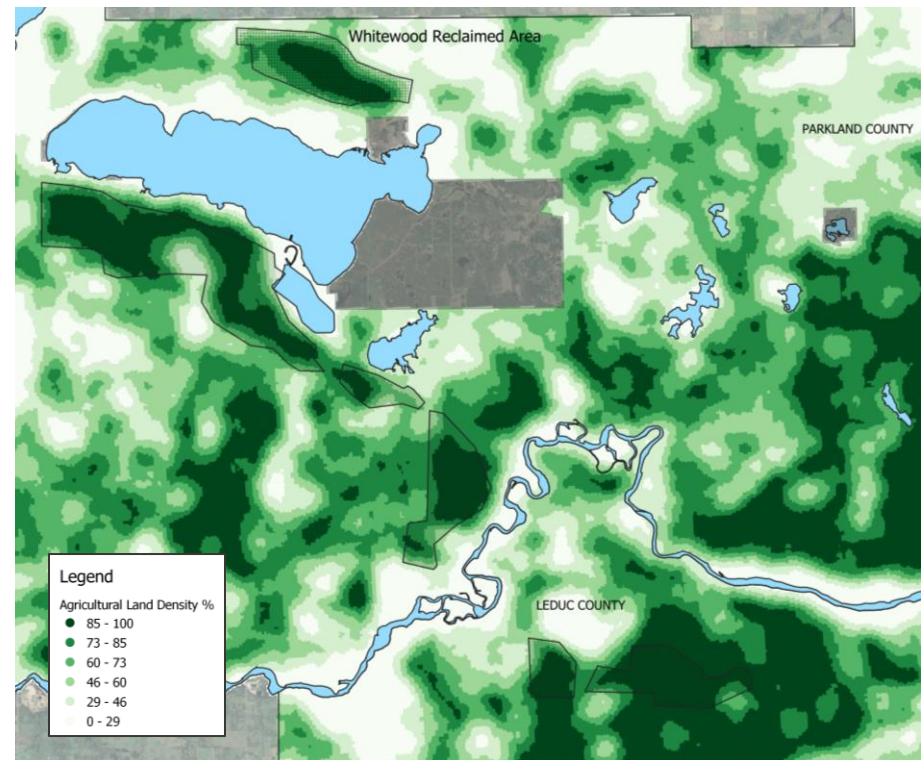 Whitewood Reclaimed Area
PARKLAND COUNTY
LEDUC COUNTY
Legend
Agricultural Land Density %
85 - 100
73 - 85
60 - 73
46 - 60
29 - 46
0 - 29